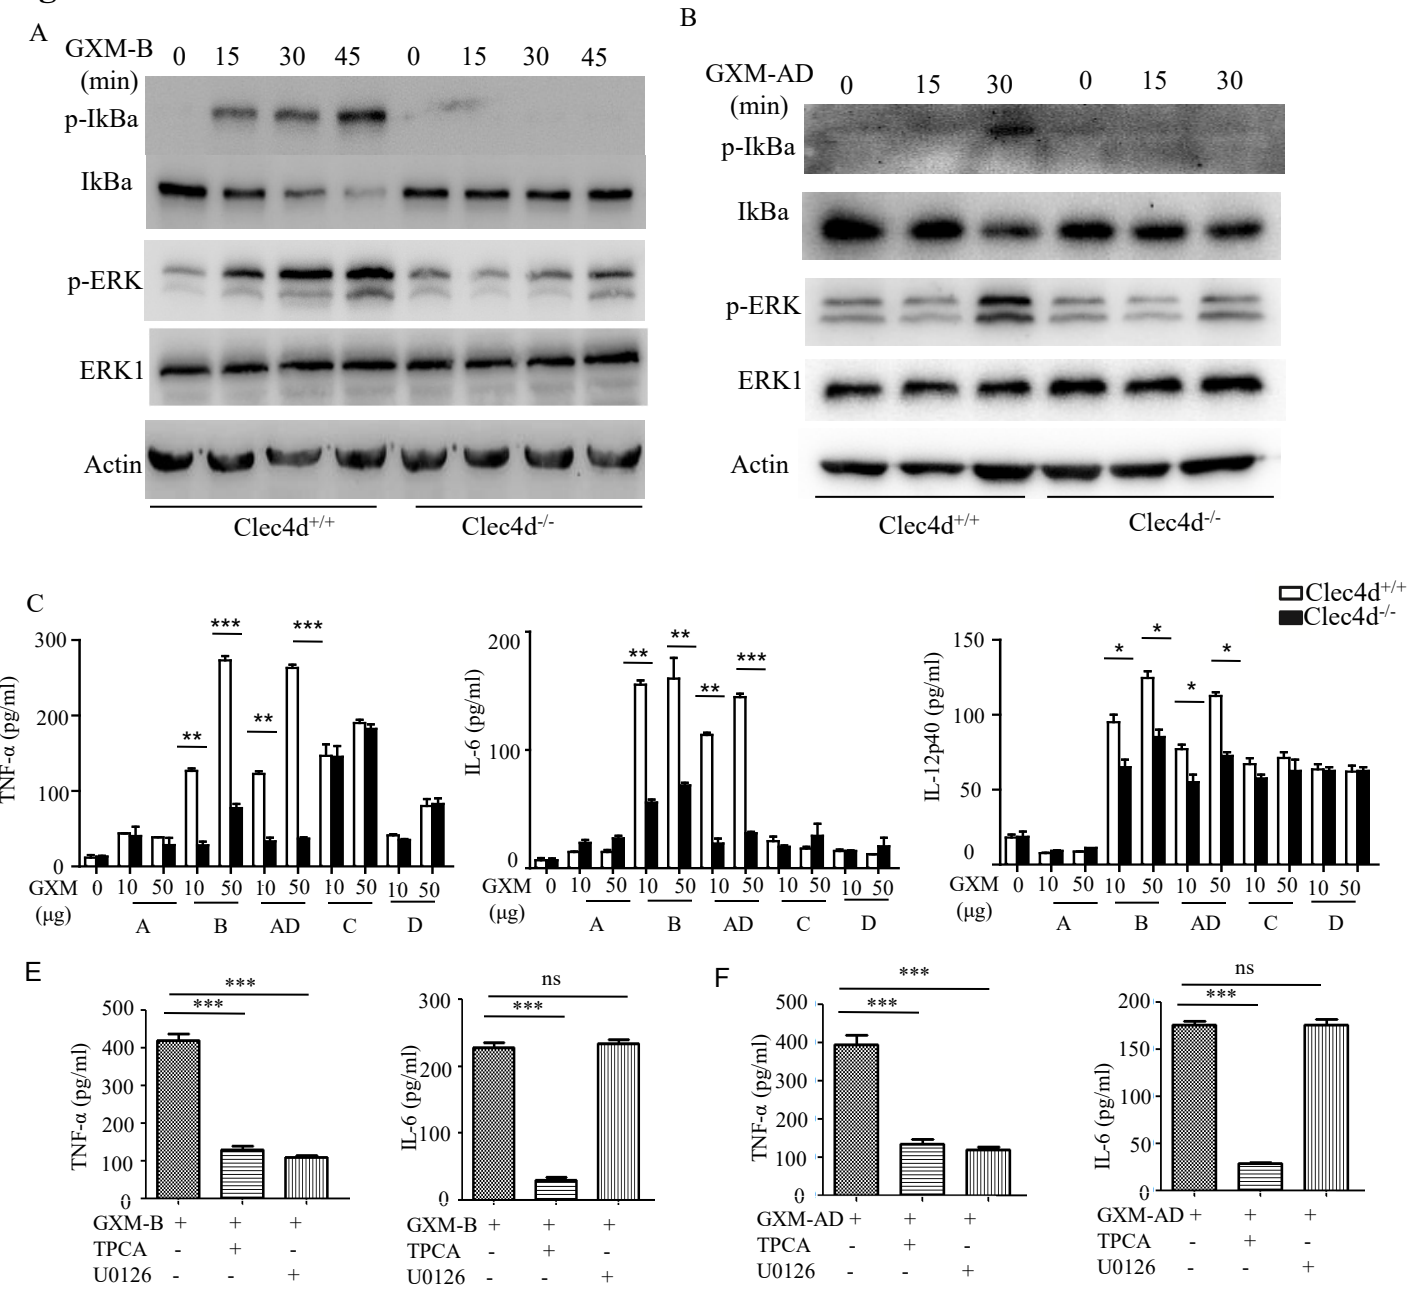 A
GXM-B 0 15 30 45 0 15 30 45
(min)
p-IkBa
IkBa
p-ERK
ERK1
Actin
Clec4d+/+ Clec4d-/-
B
GXM-AD 0 15 30 0 15 30
(min)
p-IkBa
IkBa
p-ERK
ERK1
Actin
Clec4d+/+ Clec4d-/-
C
Clec4d+/+
Clec4d-/-
TNF-α (pg/ml)
300
200
100
0
** *** ** ***
GXM 0 10 50 10 50 10 50 10 50 10 50
(μg) A B AD C D
IL-6 (pg/ml)
200
100
0
** ** ** ***
GXM 0 10 50 10 50 10 50 10 50 10 50
(μg) A B AD C D
IL-12p40 (pg/ml)
150
100
50
0
* * * *
GXM 0 10 50 10 50 10 50 10 50 10 50
(μg) A B AD C D
E
TNF-α (pg/ml)
500
400
300
200
100
0
***
***
GXM-B + + +
TPCA - + -
U0126 - - +
IL-6 (pg/ml)
300
200
100
0
ns
***
GXM-B + + +
TPCA - + -
U0126 - - +
F
TNF-α (pg/ml)
500
400
300
200
100
0
***
***
GXM-AD + + +
TPCA - + -
U0126 - - +
IL-6 (pg/ml)
200
150
100
50
0
ns
***
GXM-AD + + +
TPCA - + -
U0126 - - +